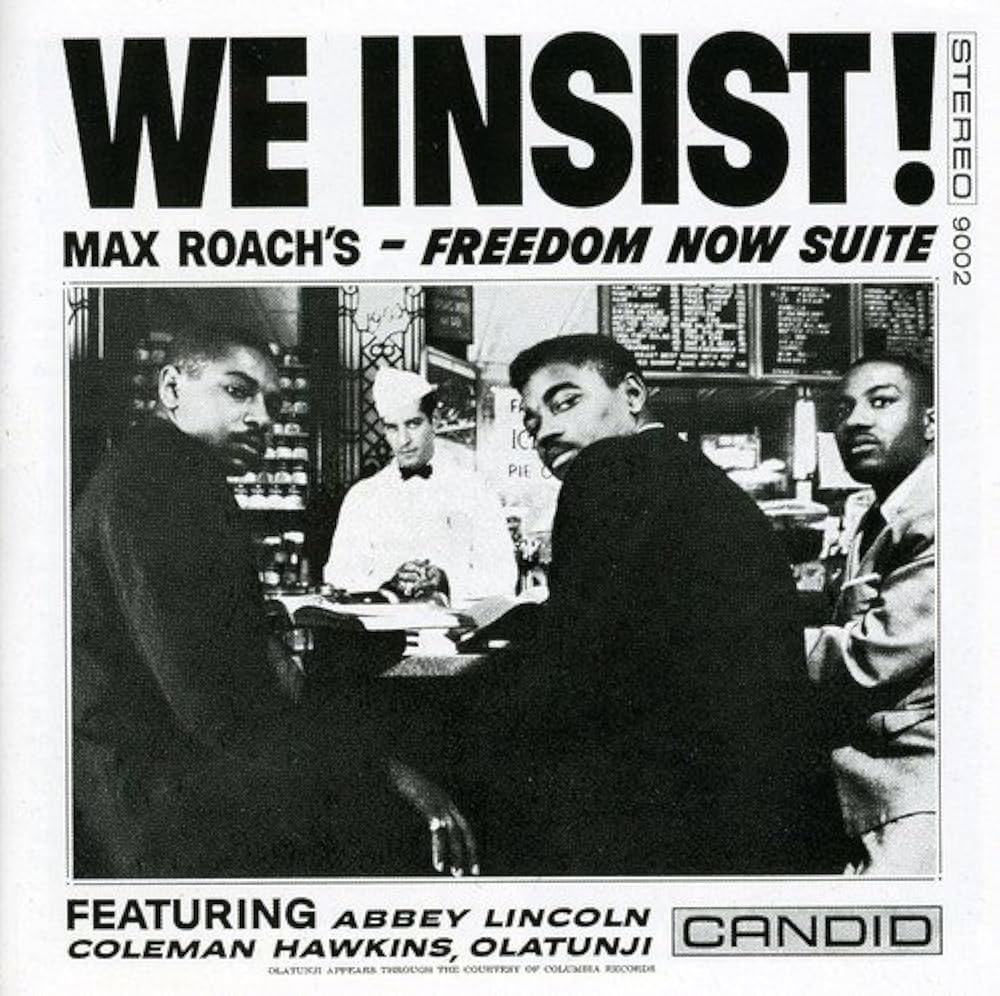 WE INSIST!
STEREO 9002
MAX ROACH'S - FREEDOM NOW SUITE
PIE
FEATURING ABBEY LINCOLN
COLEMAN HAWKINS, OLATUNJI
OLATUNJI APPEARS THROUGH THE COURTESY OF COLUMBIA RECORDS
CANDID